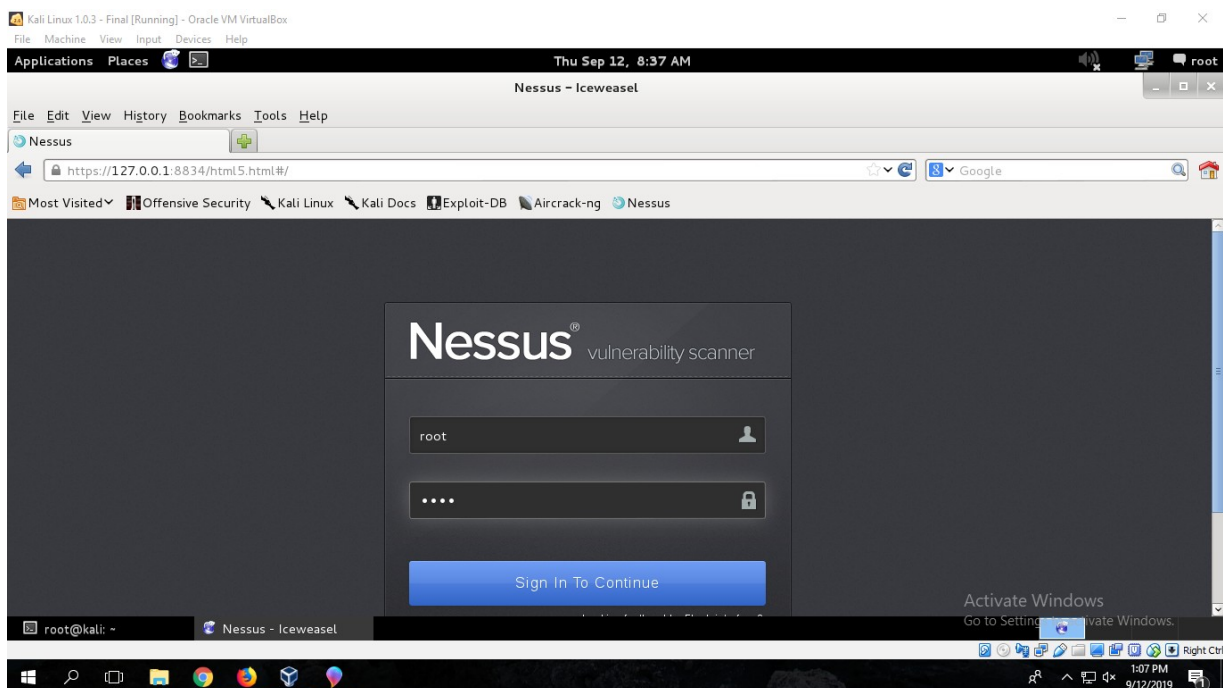 Kali Linux 1.0.3 - Final [Running] - Oracle VM VirtualBox
File Machine View Input Devices Help
Applications Places Thu Sep 12, 8:37 AM root
Nessus - Iceweasel
File Edit View History Bookmarks Tools Help
Nessus
https://127.0.0.1:8834/html5.html#/ Google
Most Visited Offensive Security Kali Linux Kali Docs Exploit-DB Aircrack-ng Nessus
Nessus® vulnerability scanner
root
••••
Sign In To Continue
Activate Windows
Go to Setting ivate Windows.
root@kali: ~ Nessus - Iceweasel
Right Ctrl
1:07 PM
9/12/2019